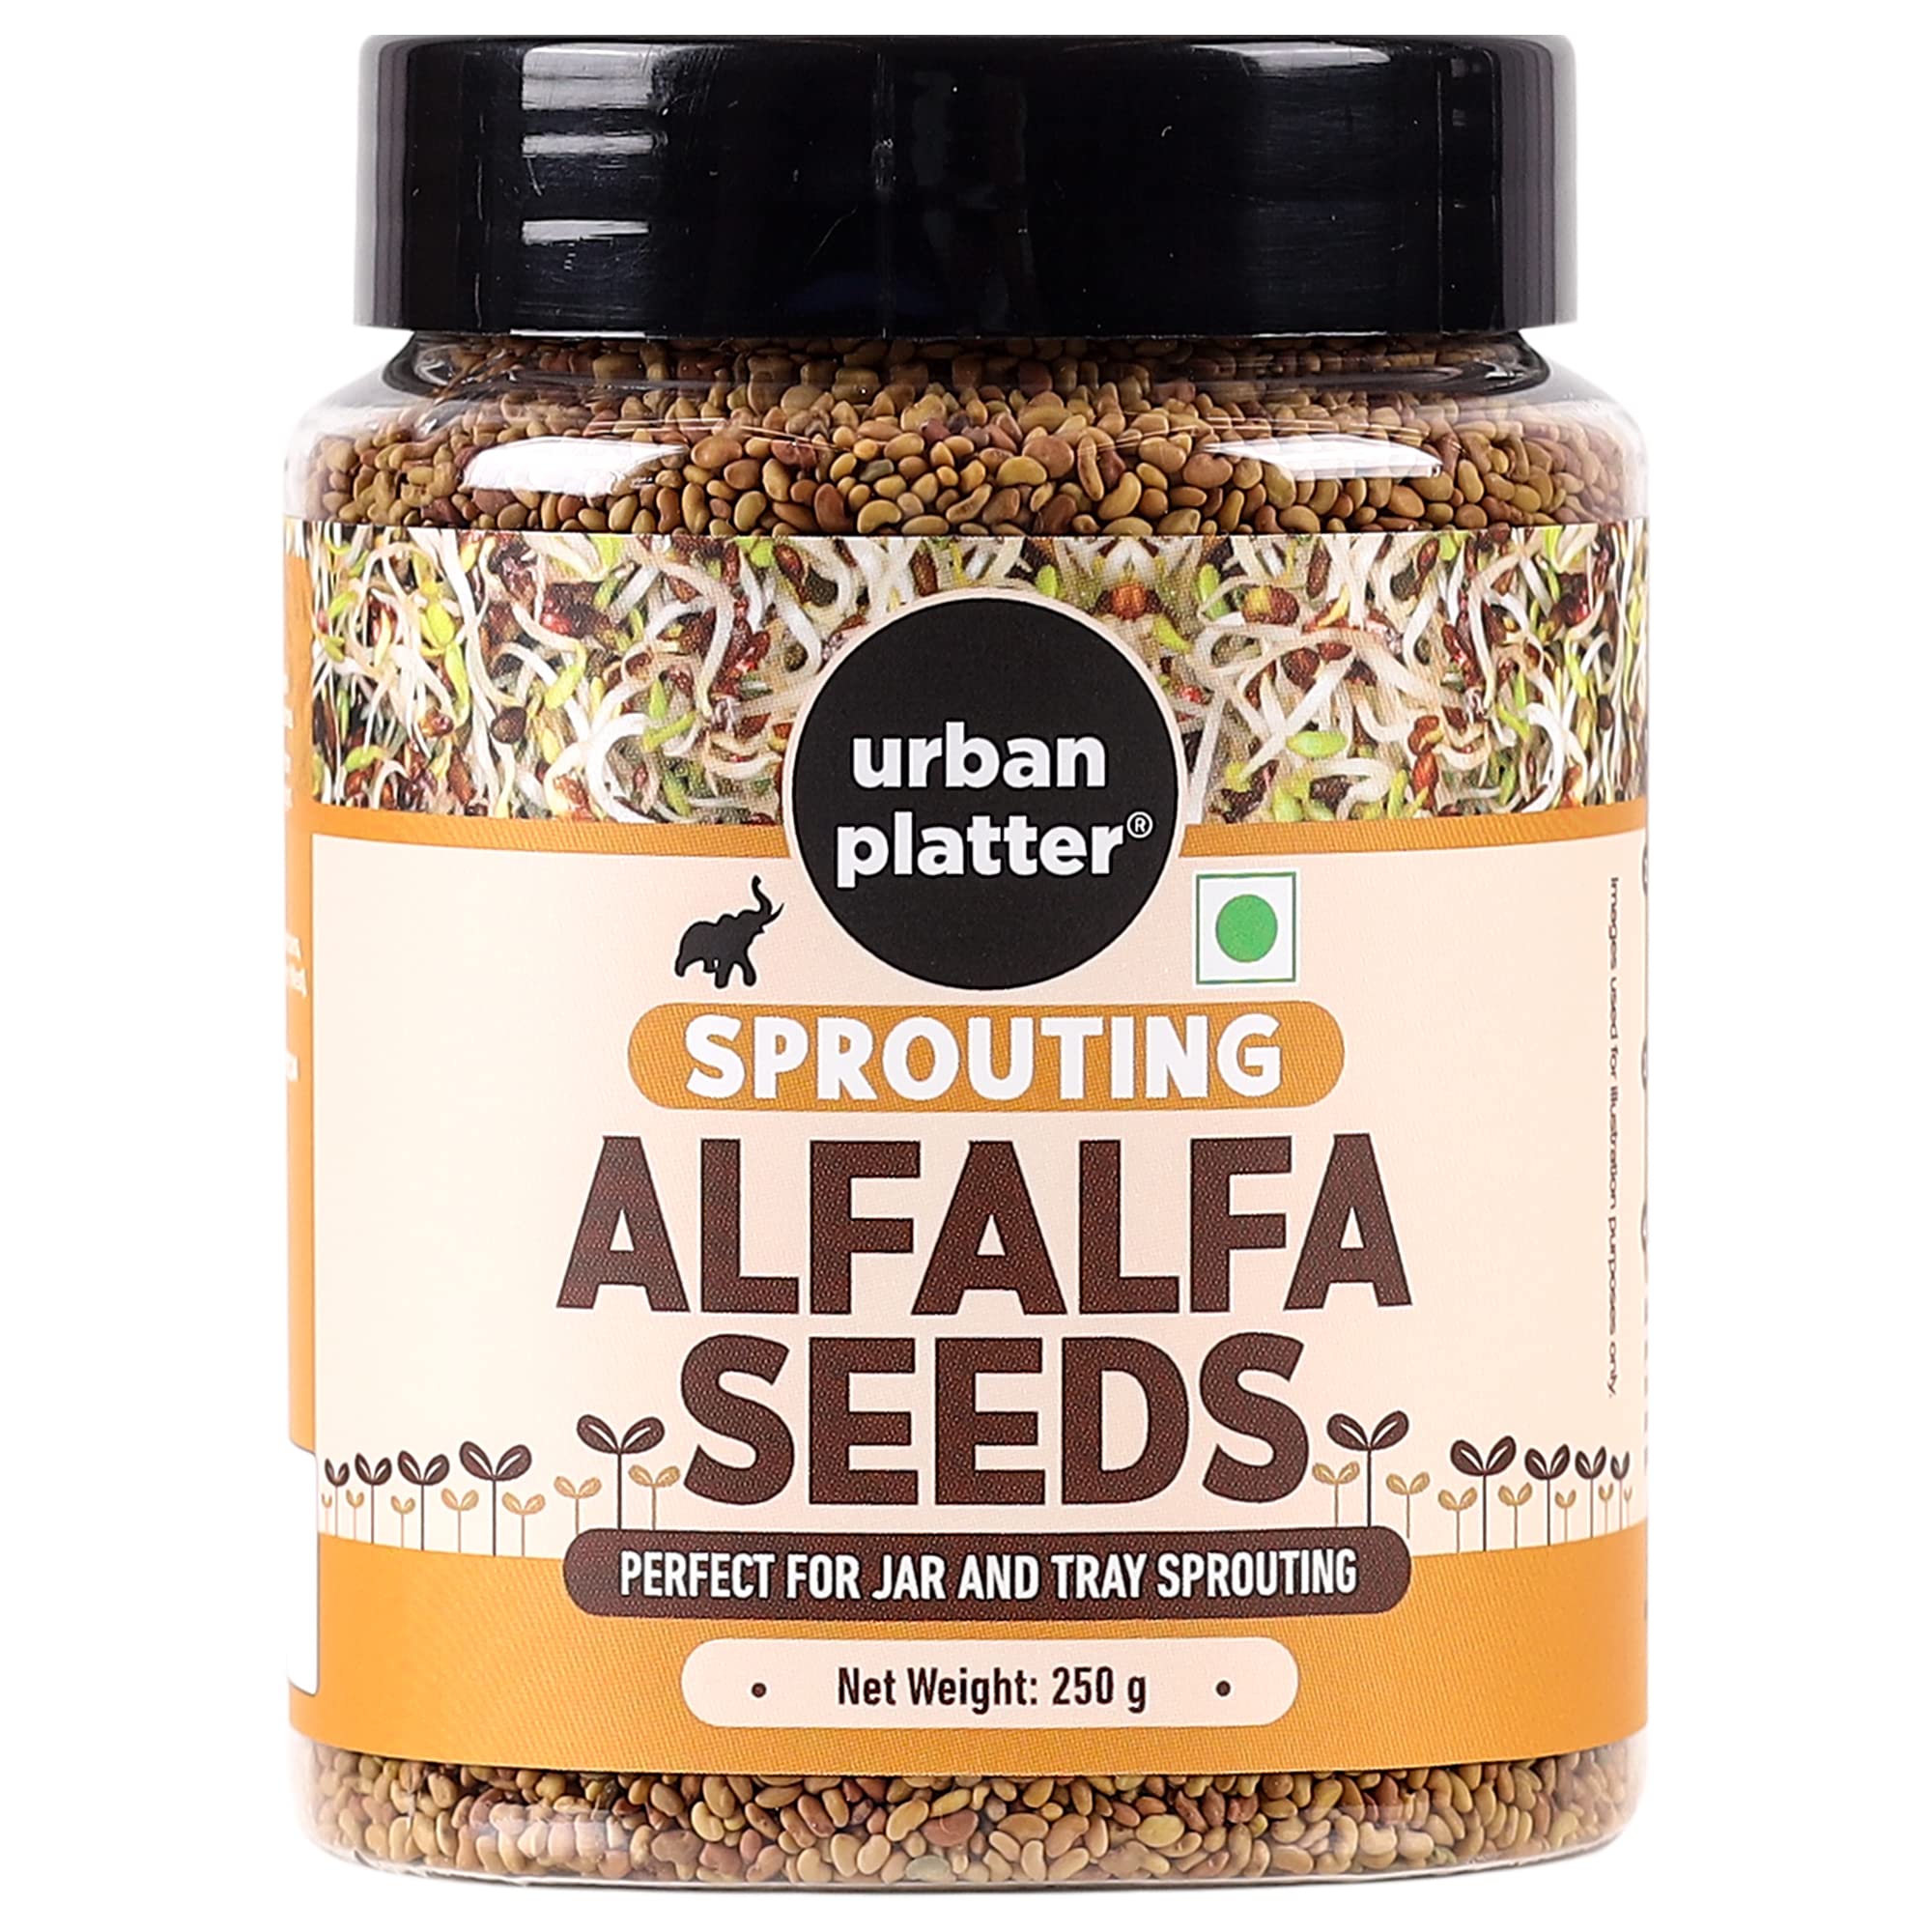 urban
platter®
SPROUTING
ALFALFA
SEEDS
PERFECT FOR JAR AND TRAY SPROUTING
• Net Weight: 250 g •
Images used for illustration purposes only.